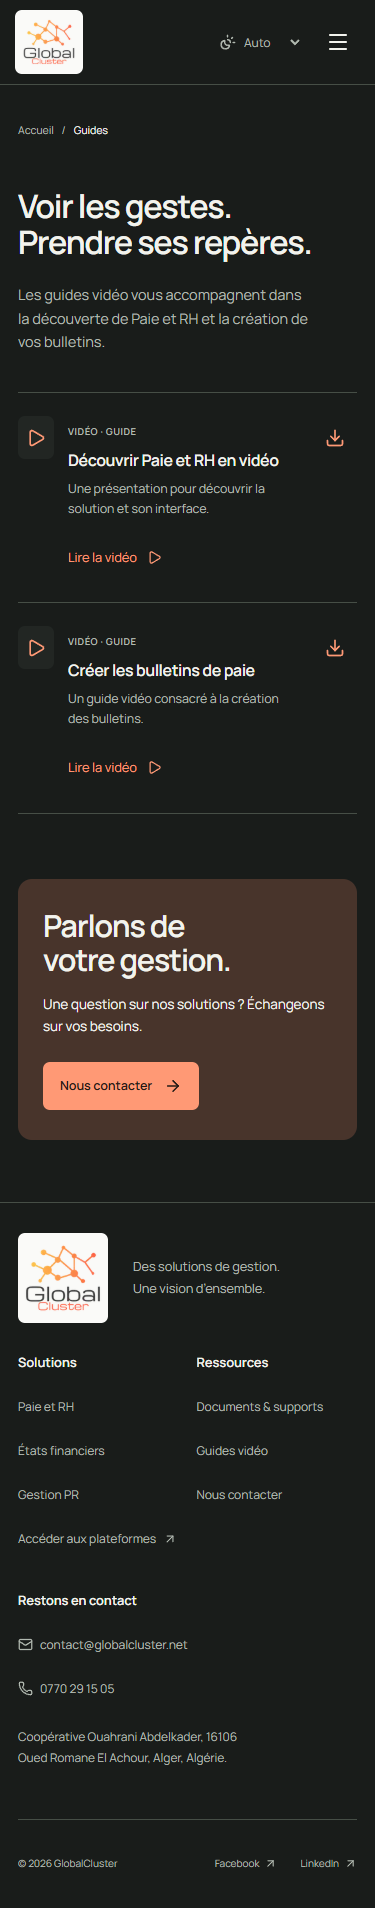 Global
Cluster
Auto
Accueil / Guides
Voir les gestes.
Prendre ses repères.
Les guides vidéo vous accompagnent dans
la découverte de Paie et RH et la création de
vos bulletins.
VIDÉO · GUIDE
Découvrir Paie et RH en vidéo
Une présentation pour découvrir la
solution et son interface.
Lire la vidéo
VIDÉO · GUIDE
Créer les bulletins de paie
Un guide vidéo consacré à la création
des bulletins.
Lire la vidéo
Parlons de
votre gestion.
Une question sur nos solutions ? Échangeons
sur vos besoins.
Nous contacter
Global
Cluster
Des solutions de gestion.
Une vision d'ensemble.
Solutions
Paie et RH
États financiers
Gestion PR
Accéder aux plateformes
Ressources
Documents & supports
Guides vidéo
Nous contacter
Restons en contact
contact@globalcluster.net
0770 29 15 05
Coopérative Ouahrani Abdelkader, 16106
Oued Romane El Achour, Alger, Algérie.
© 2026 GlobalCluster
Facebook
LinkedIn